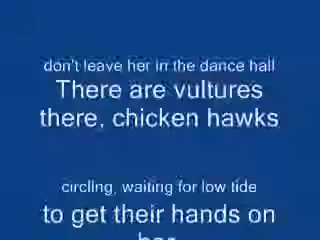 don't leave her in the dance hall
There are vultures
there, chicken hawks
circling, waiting for low tide
to get their hands on
her